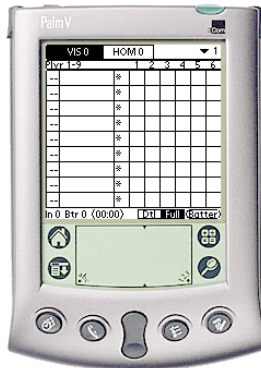 Palm V
3Com
VIS 0 HOM 0 1
Plyr 1-9 1 2 3 4 5 6
-- *
-- *
-- *
-- *
-- *
-- *
-- *
-- *
-- *
In 0 Btr 0 (00:00) Dtl Full Batter